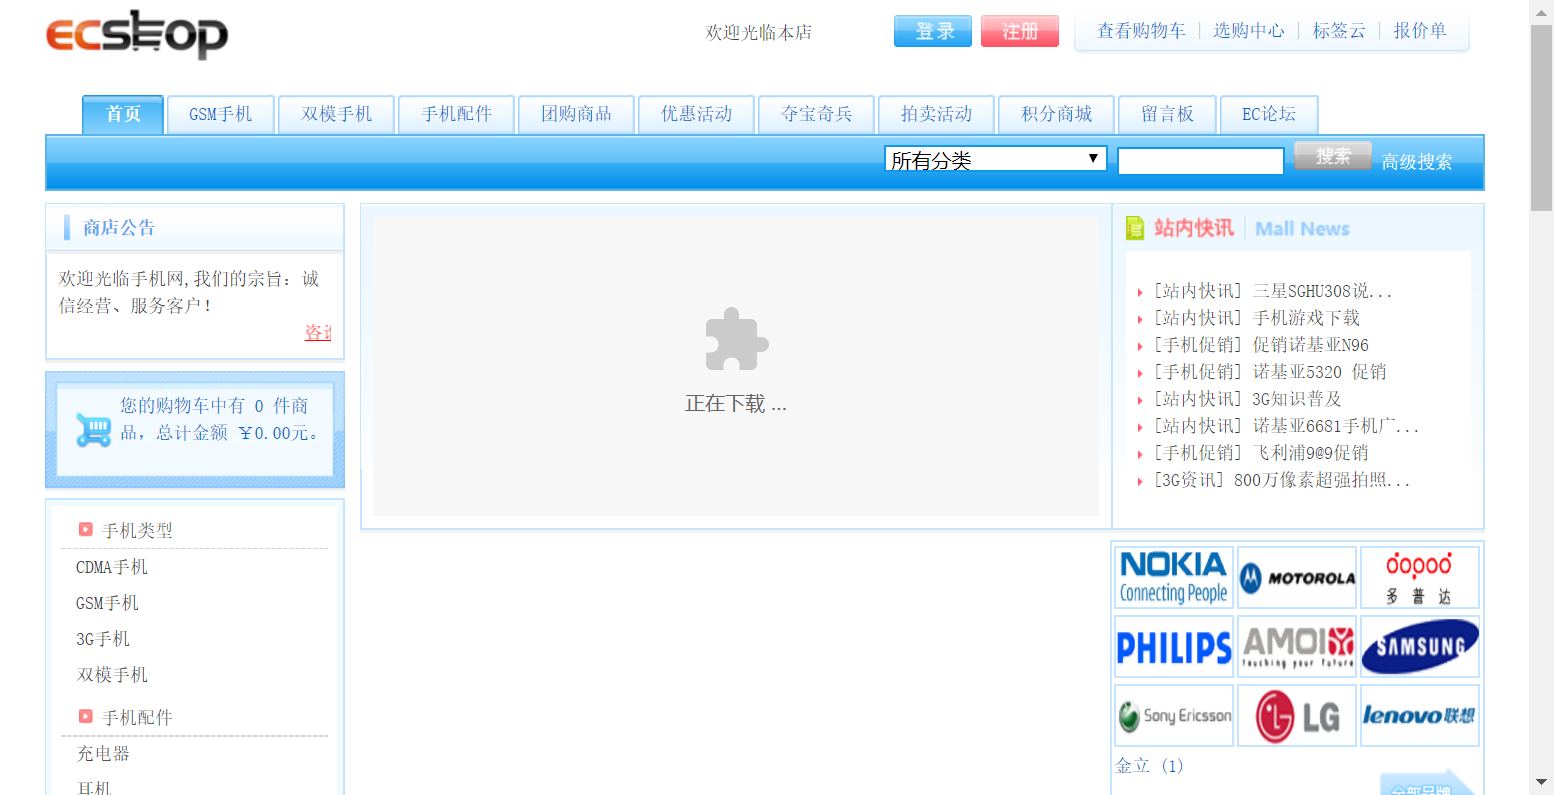 ECSHOP
欢迎光临本店
登录
注册
查看购物车 | 选购中心 | 标签云 | 报价单
首页
GSM手机
双模手机
手机配件
团购商品
优惠活动
夺宝奇兵
拍卖活动
积分商城
留言板
EC论坛
所有分类
搜索
高级搜索
商店公告
欢迎光临手机网,我们的宗旨：诚
信经营、服务客户！
咨
您的购物车中有 0 件商
品，总计金额 ￥0.00元。
手机类型
CDMA手机
GSM手机
3G手机
双模手机
手机配件
充电器
耳机
正在下载 ...
站内快讯 Mall News
[站内快讯] 三星SGHU308说...
[站内快讯] 手机游戏下载
[手机促销] 促销诺基亚N96
[手机促销] 诺基亚5320 促销
[站内快讯] 3G知识普及
[站内快讯] 诺基亚6681手机广...
[手机促销] 飞利浦9@9促销
[3G资讯] 800万像素超强拍照...
NOKIA
Connecting People
MOTOROLA
dopod
多普达
PHILIPS
AMOI
touching your future
SAMSUNG
Sony Ericsson
LG
lenovo联想
金立 (1)
全部品牌